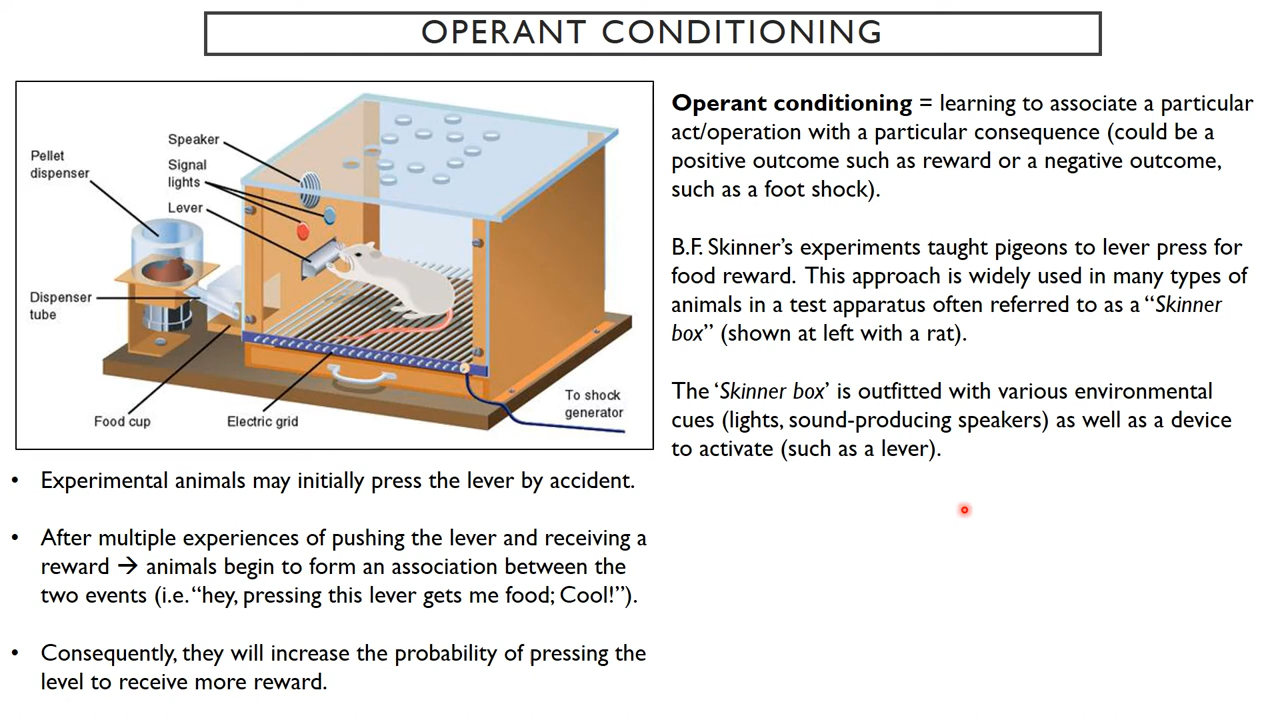 OPERANT CONDITIONING
Speaker
Signal
lights
Lever
Pellet
dispenser
Dispenser
tube
Food cup
Electric grid
To shock
generator
Operant conditioning = learning to associate a particular
act/operation with a particular consequence (could be a
positive outcome such as reward or a negative outcome,
such as a foot shock).
B.F. Skinner's experiments taught pigeons to lever press for
food reward. This approach is widely used in many types of
animals in a test apparatus often referred to as a “Skinner
box” (shown at left with a rat).
The ‘Skinner box’ is outfitted with various environmental
cues (lights, sound-producing speakers) as well as a device
to activate (such as a lever).
• Experimental animals may initially press the lever by accident.
• After multiple experiences of pushing the lever and receiving a
reward → animals begin to form an association between the
two events (i.e. “hey, pressing this lever gets me food; Cool!”).
• Consequently, they will increase the probability of pressing the
level to receive more reward.